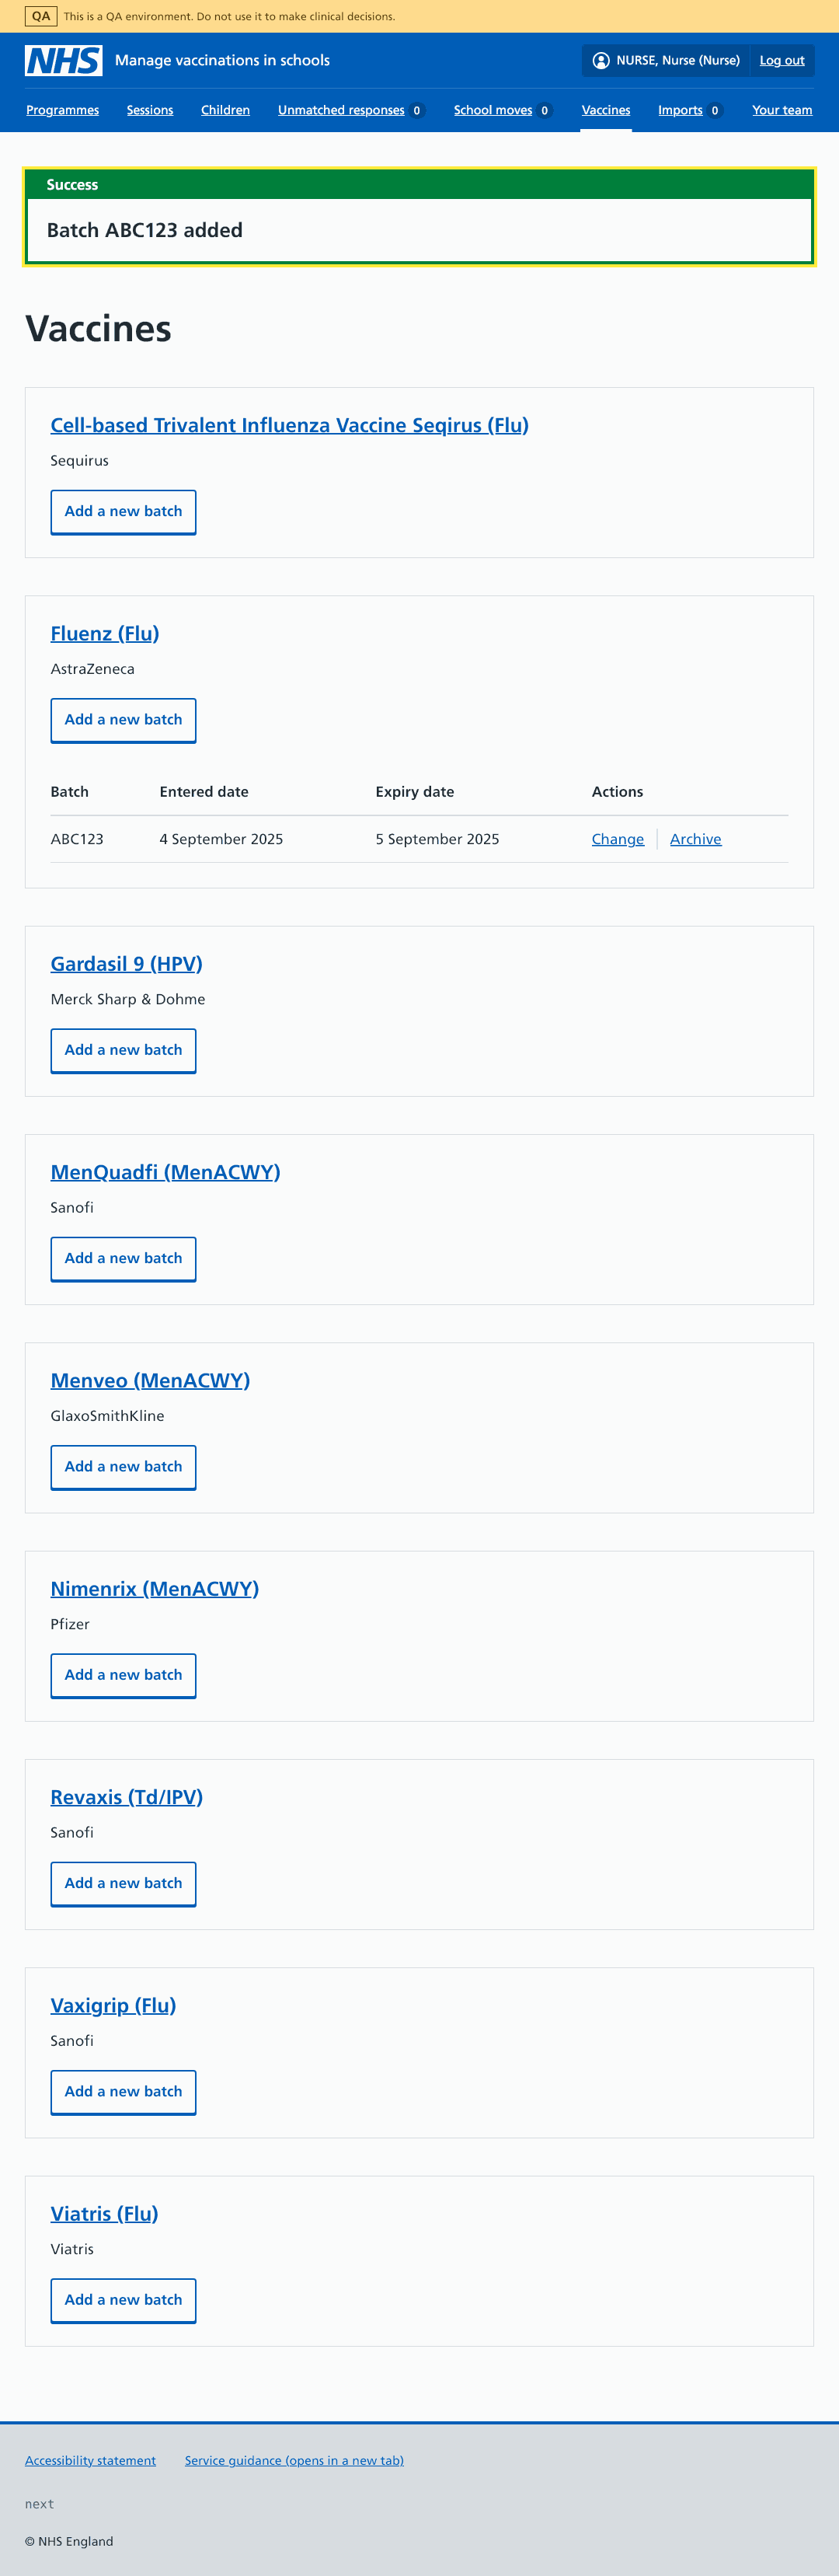 QA This is a QA environment. Do not use it to make clinical decisions.
NHS Manage vaccinations in schools NURSE, Nurse (Nurse) Log out
Programmes Sessions Children Unmatched responses 0 School moves 0 Vaccines Imports 0 Your team
Success
Batch ABC123 added
Vaccines
Cell-based Trivalent Influenza Vaccine Seqirus (Flu)
Sequirus
Add a new batch
Fluenz (Flu)
AstraZeneca
Add a new batch
Batch Entered date Expiry date Actions
ABC123 4 September 2025 5 September 2025 Change Archive
Gardasil 9 (HPV)
Merck Sharp & Dohme
Add a new batch
MenQuadfi (MenACWY)
Sanofi
Add a new batch
Menveo (MenACWY)
GlaxoSmithKline
Add a new batch
Nimenrix (MenACWY)
Pfizer
Add a new batch
Revaxis (Td/IPV)
Sanofi
Add a new batch
Vaxigrip (Flu)
Sanofi
Add a new batch
Viatris (Flu)
Viatris
Add a new batch
Accessibility statement Service guidance (opens in a new tab)
next
© NHS England